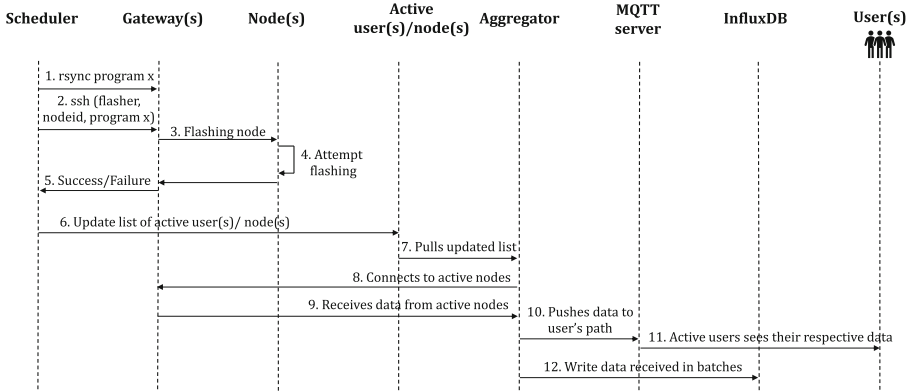 Scheduler
Gateway(s)
Node(s)
Active
user(s)/node(s)
Aggregator
MQTT
server
InfluxDB
User(s)
1. rsync program x
2. ssh (flasher,
nodeid, program x)
3. Flashing node
4. Attempt
flashing
5. Success/Failure
6. Update list of active user(s)/ node(s)
7. Pulls updated list
8. Connects to active nodes
9. Receives data from active nodes
10. Pushes data to
user's path
11. Active users sees their respective data
12. Write data received in batches